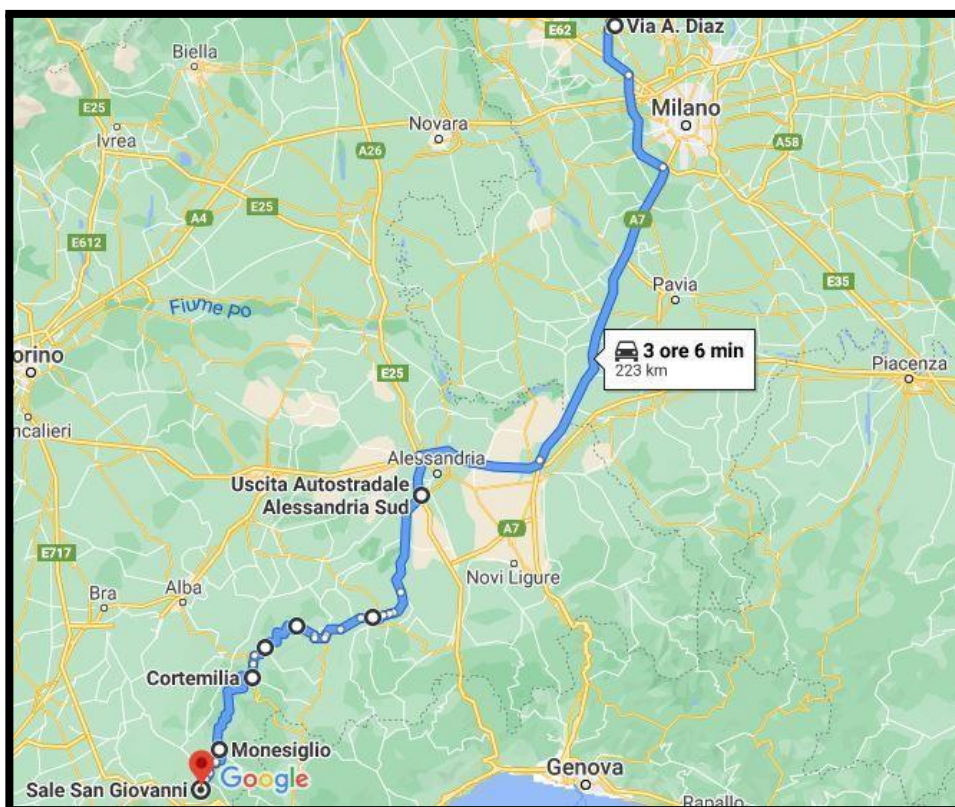 E62
Via A. Diaz
Biella
E25
Milano
Ivrea
Novara
A26
A58
E25
A4
A7
E612
Pavia
E35
Fiume Po
3 ore 6 min
223 km
orino
Piacenza
E25
ncalieri
Alessandria
Uscita Autostradale
Alessandria Sud
A7
E717
Novi Ligure
Alba
Bra
Cortemilia
Monesiglio
Google
Genova
Sale San Giovanni
Rapallo